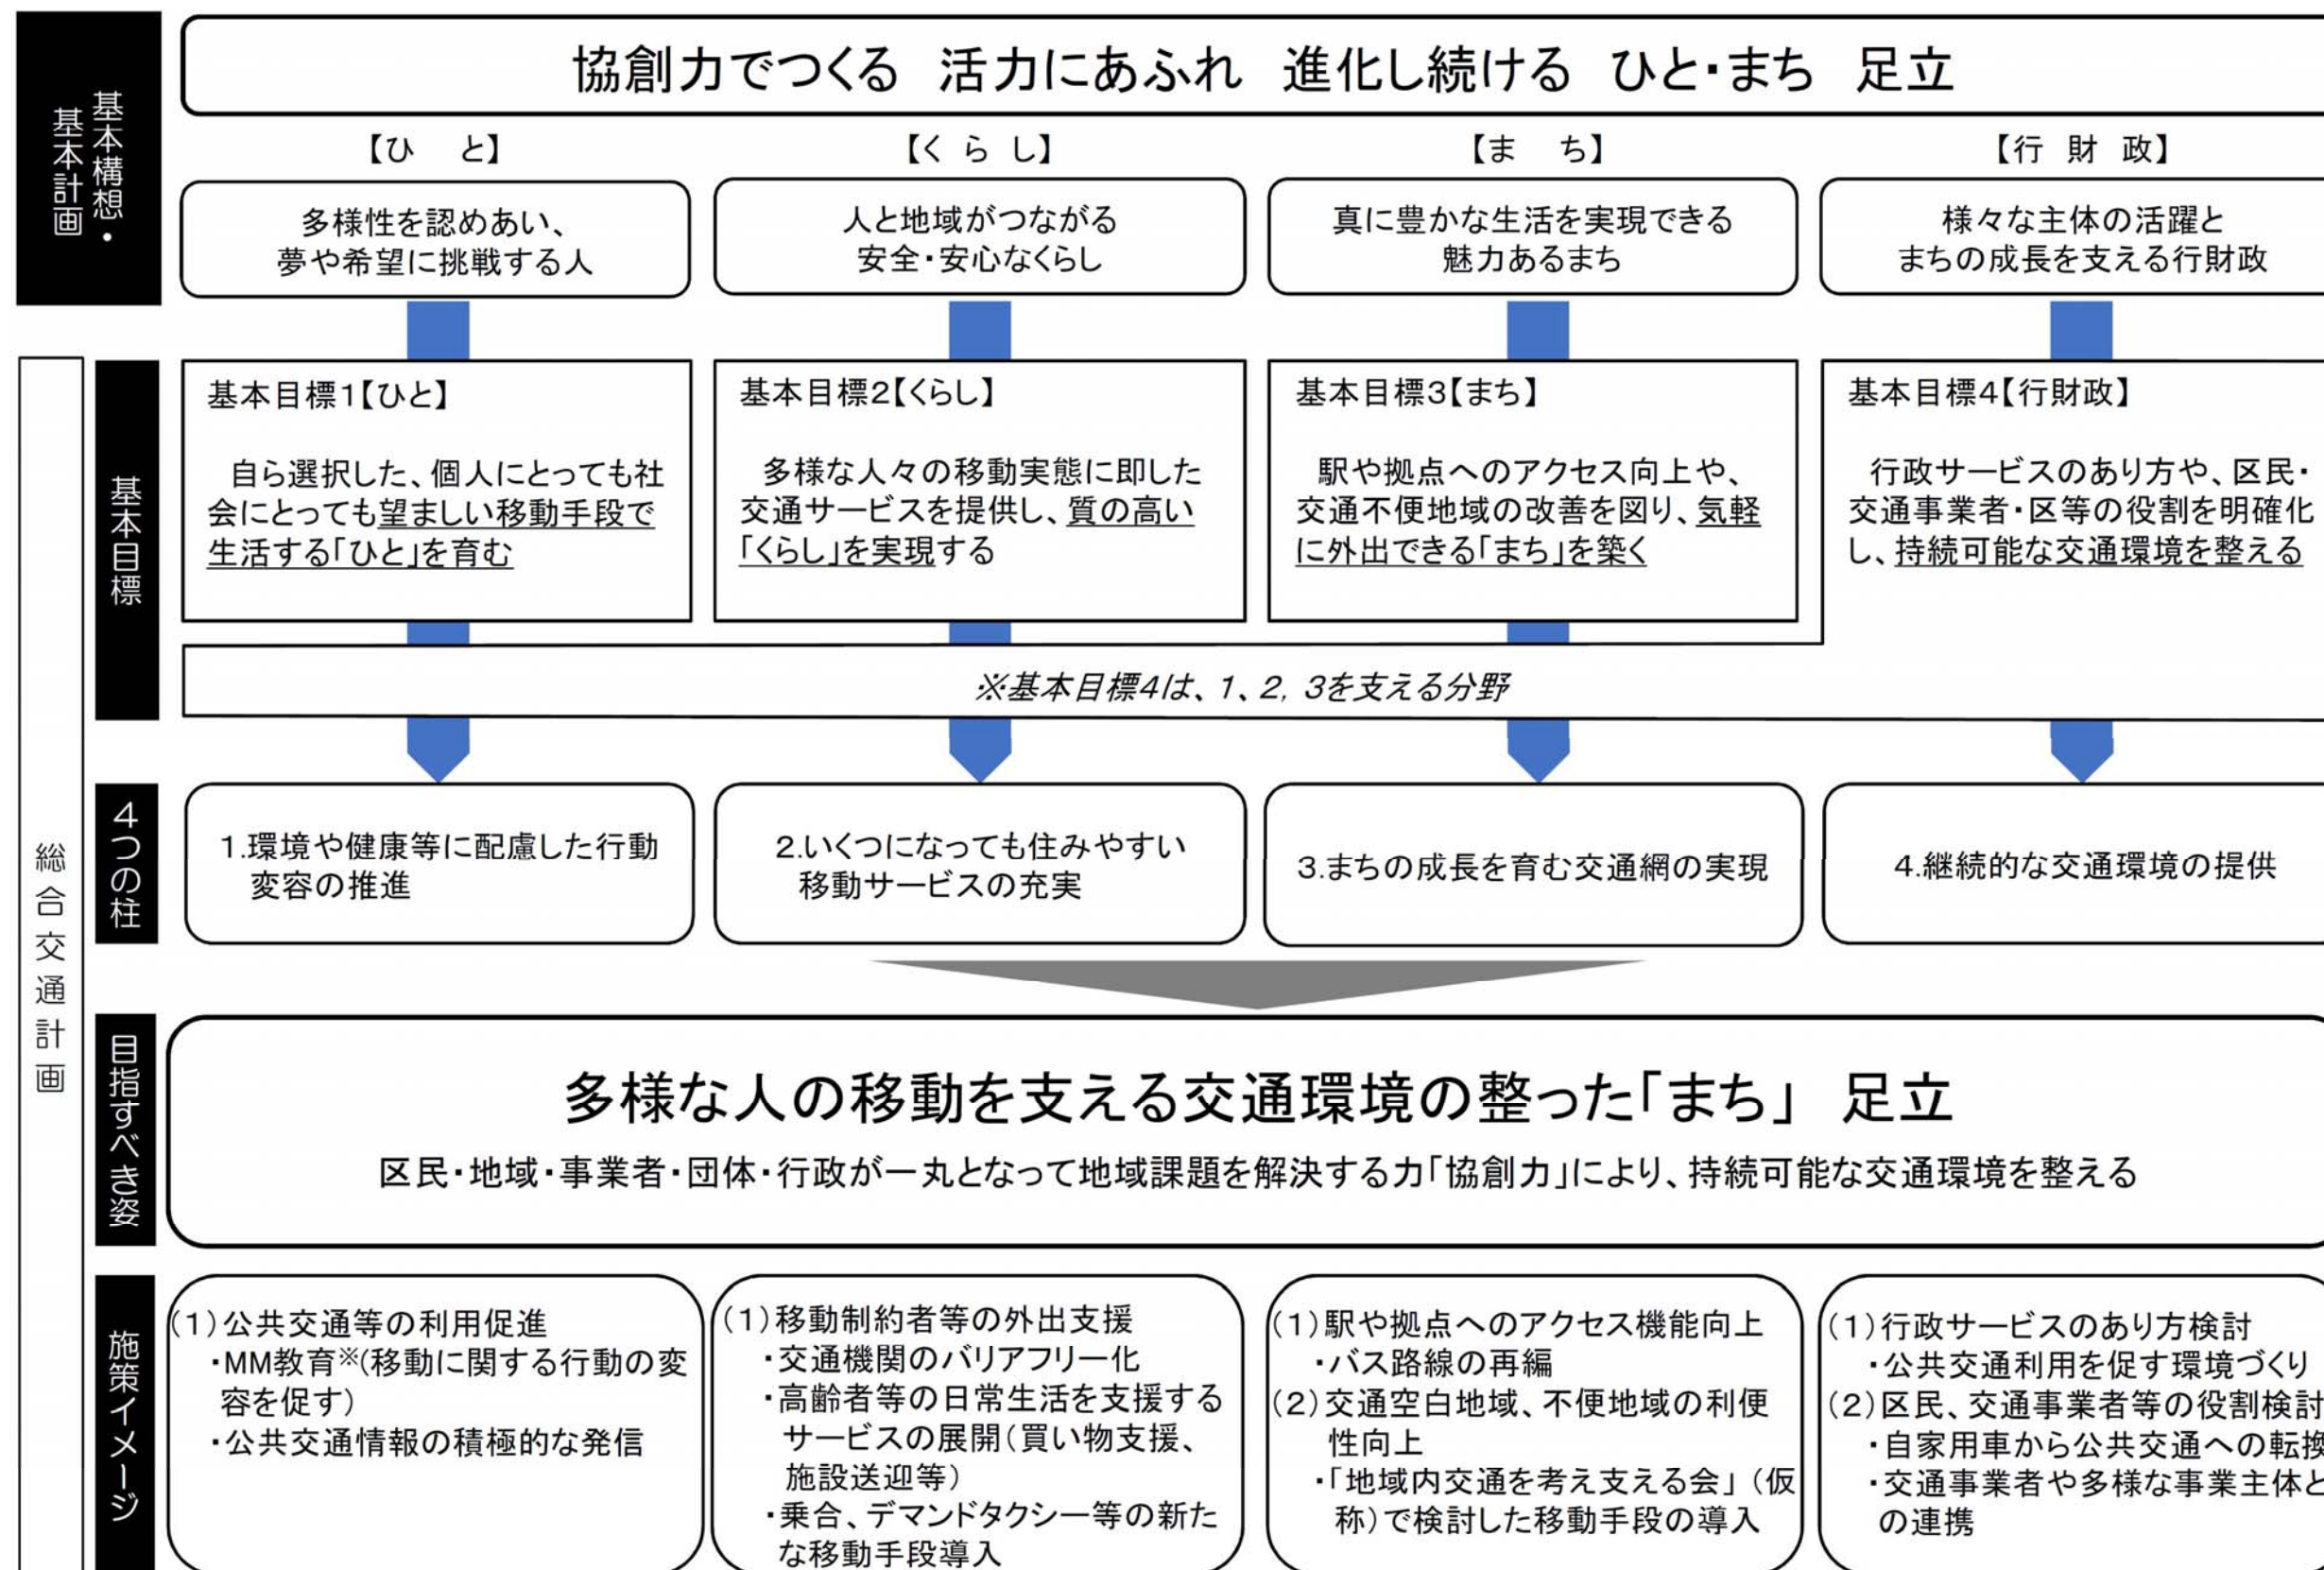 基本構想・
基本計画
協創力でつくる 活力にあふれ 進化し続ける ひと・まち 足立
【ひ と】
多様性を認めあい、
夢や希望に挑戦する人
【く ら し】
人と地域がつながる
安全・安心なくらし
【ま ち】
真に豊かな生活を実現できる
魅力あるまち
【行 財 政】
様々な主体の活躍と
まちの成長を支える行財政
総合交通計画
基本目標
基本目標1【ひと】
自ら選択した、個人にとっても社
会にとっても望ましい移動手段で
生活する「ひと」を育む
基本目標2【くらし】
多様な人々の移動実態に即した
交通サービスを提供し、質の高い
「くらし」を実現する
基本目標3【まち】
駅や拠点へのアクセス向上や、
交通不便地域の改善を図り、気軽
に外出できる「まち」を築く
基本目標4【行財政】
行政サービスのあり方や、区民・
交通事業者・区等の役割を明確化
し、持続可能な交通環境を整える
※基本目標4は、1、2, 3を支える分野
4つの柱
1.環境や健康等に配慮した行動
変容の推進
2.いくつになっても住みやすい
移動サービスの充実
3.まちの成長を育む交通網の実現
4.継続的な交通環境の提供
目指すべき姿
多様な人の移動を支える交通環境の整った「まち」 足立
区民・地域・事業者・団体・行政が一丸となって地域課題を解決する力「協創力」により、持続可能な交通環境を整える
施策イメージ
(1)公共交通等の利用促進
・MM教育※(移動に関する行動の変
容を促す)
・公共交通情報の積極的な発信
(1)移動制約者等の外出支援
・交通機関のバリアフリー化
・高齢者等の日常生活を支援する
サービスの展開(買い物支援、
施設送迎等)
・乗合、デマンドタクシー等の新た
な移動手段導入
(1)駅や拠点へのアクセス機能向上
・バス路線の再編
(2)交通空白地域、不便地域の利便
性向上
・「地域内交通を考え支える会」(仮
称)で検討した移動手段の導入
(1)行政サービスのあり方検討
・公共交通利用を促す環境づくり
(2)区民、交通事業者等の役割検討
・自家用車から公共交通への転換
・交通事業者や多様な事業主体と
の連携